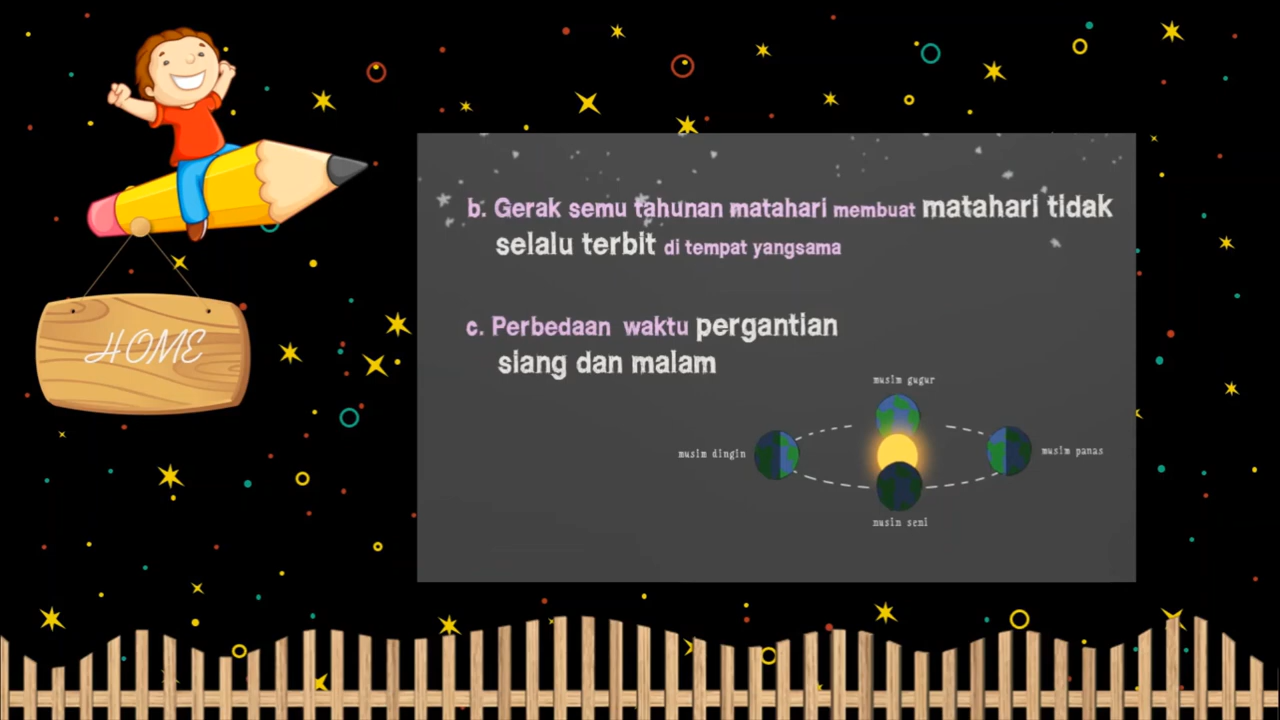 HOME
b. Gerak semu tahunan matahari membuat matahari tidak
selalu terbit di tempat yangsama
c. Perbedaan waktu pergantian
siang dan malam
musim gugur
musim dingin
musim panas
musim semi